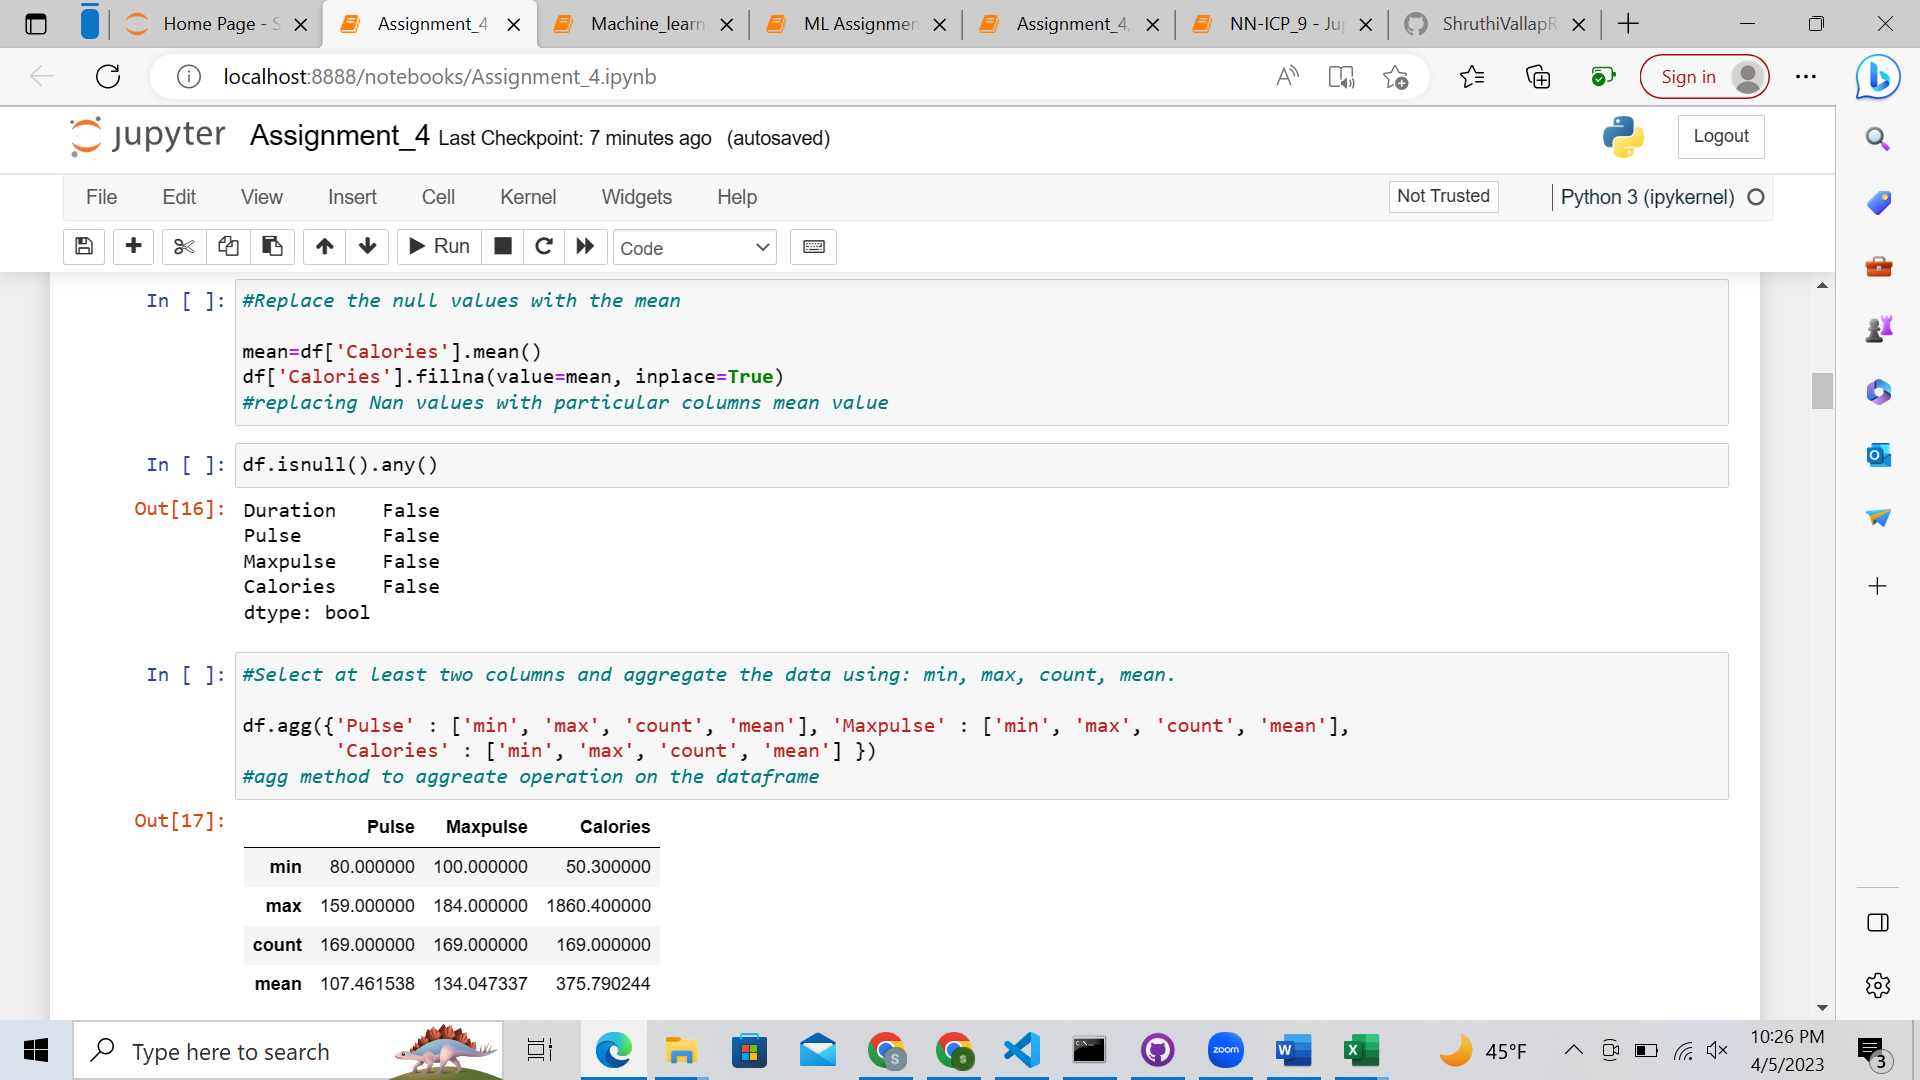 Home Page - S
Assignment_4
Machine_learn
ML Assignmen
Assignment_4
NN-ICP_9 - Ju
ShruthiVallapR
localhost:8888/notebooks/Assignment_4.ipynb
Sign in
jupyter Assignment_4 Last Checkpoint: 7 minutes ago (autosaved)
Logout
File Edit View Insert Cell Kernel Widgets Help
Not Trusted
Python 3 (ipykernel)
Run
Code
In [ ]: #Replace the null values with the mean
mean=df['Calories'].mean()
df['Calories'].fillna(value=mean, inplace=True)
#replacing Nan values with particular columns mean value
In [ ]: df.isnull().any()
Out[16]: Duration False
Pulse False
Maxpulse False
Calories False
dtype: bool
In [ ]: #Select at least two columns and aggregate the data using: min, max, count, mean.
df.agg({'Pulse' : ['min', 'max', 'count', 'mean'], 'Maxpulse' : ['min', 'max', 'count', 'mean'],
'Calories' : ['min', 'max', 'count', 'mean'] })
#agg method to aggreate operation on the dataframe
Out[17]:
Pulse Maxpulse Calories
min 80.000000 100.000000 50.300000
max 159.000000 184.000000 1860.400000
count 169.000000 169.000000 169.000000
mean 107.461538 134.047337 375.790244
Type here to search
zoom
45°F
10:26 PM
4/5/2023
3